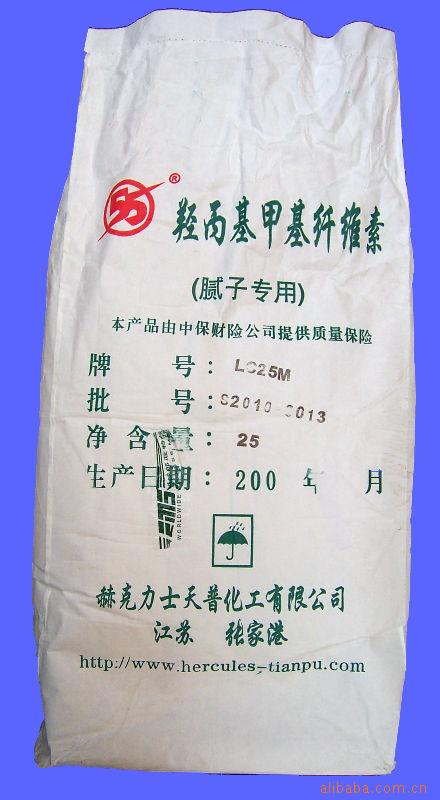 ®
羟丙基甲基纤维素
(腻子专用)
本产品由中保财险公司提供质量保险
牌 号：LC25M
批 号：
净含量：25
生产日期：200 年 月
WORLDWIDE
赫克力士天普化工有限公司
江苏 张家港
http://www.hercules-tianpu.com
alibaba.com.cn